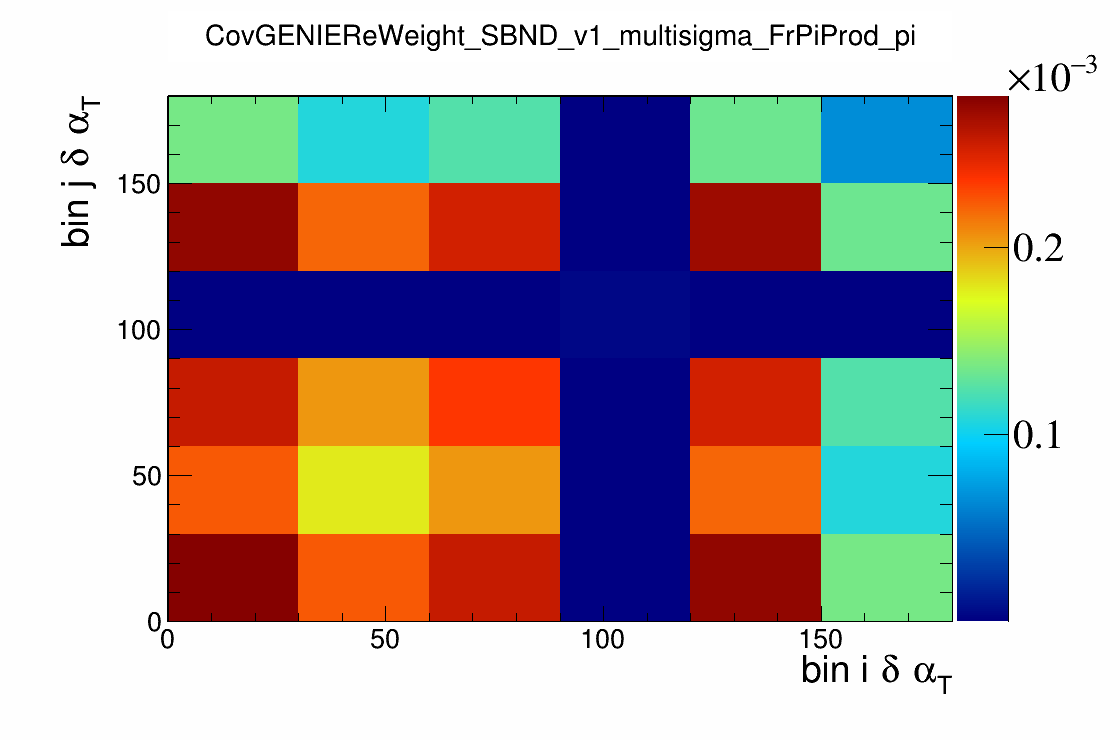 CovGENIEReWeight_SBND_v1_multisigma_FrPiProd_pi
×10⁻³
bin j δ α_T
150
100
50
0
0 50 100 150
bin i δ α_T
0.2
0.1